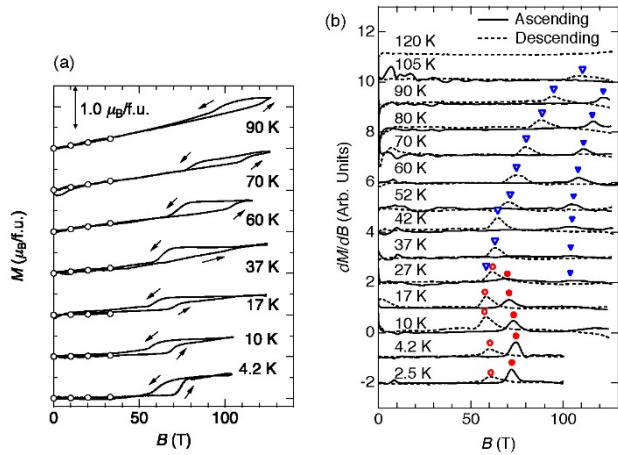 (a)
1.0 μB/f.u.
90 K
70 K
60 K
37 K
17 K
10 K
4.2 K
M (μB/f.u.)
0 50 100
B (T)
(b)
Ascending
Descending
12
10
8
6
4
2
0
-2
120 K
105 K
90 K
80 K
70 K
60 K
52 K
42 K
37 K
27 K
17 K
10 K
4.2 K
2.5 K
dM/dB (Arb. Units)
0 50 100
B (T)